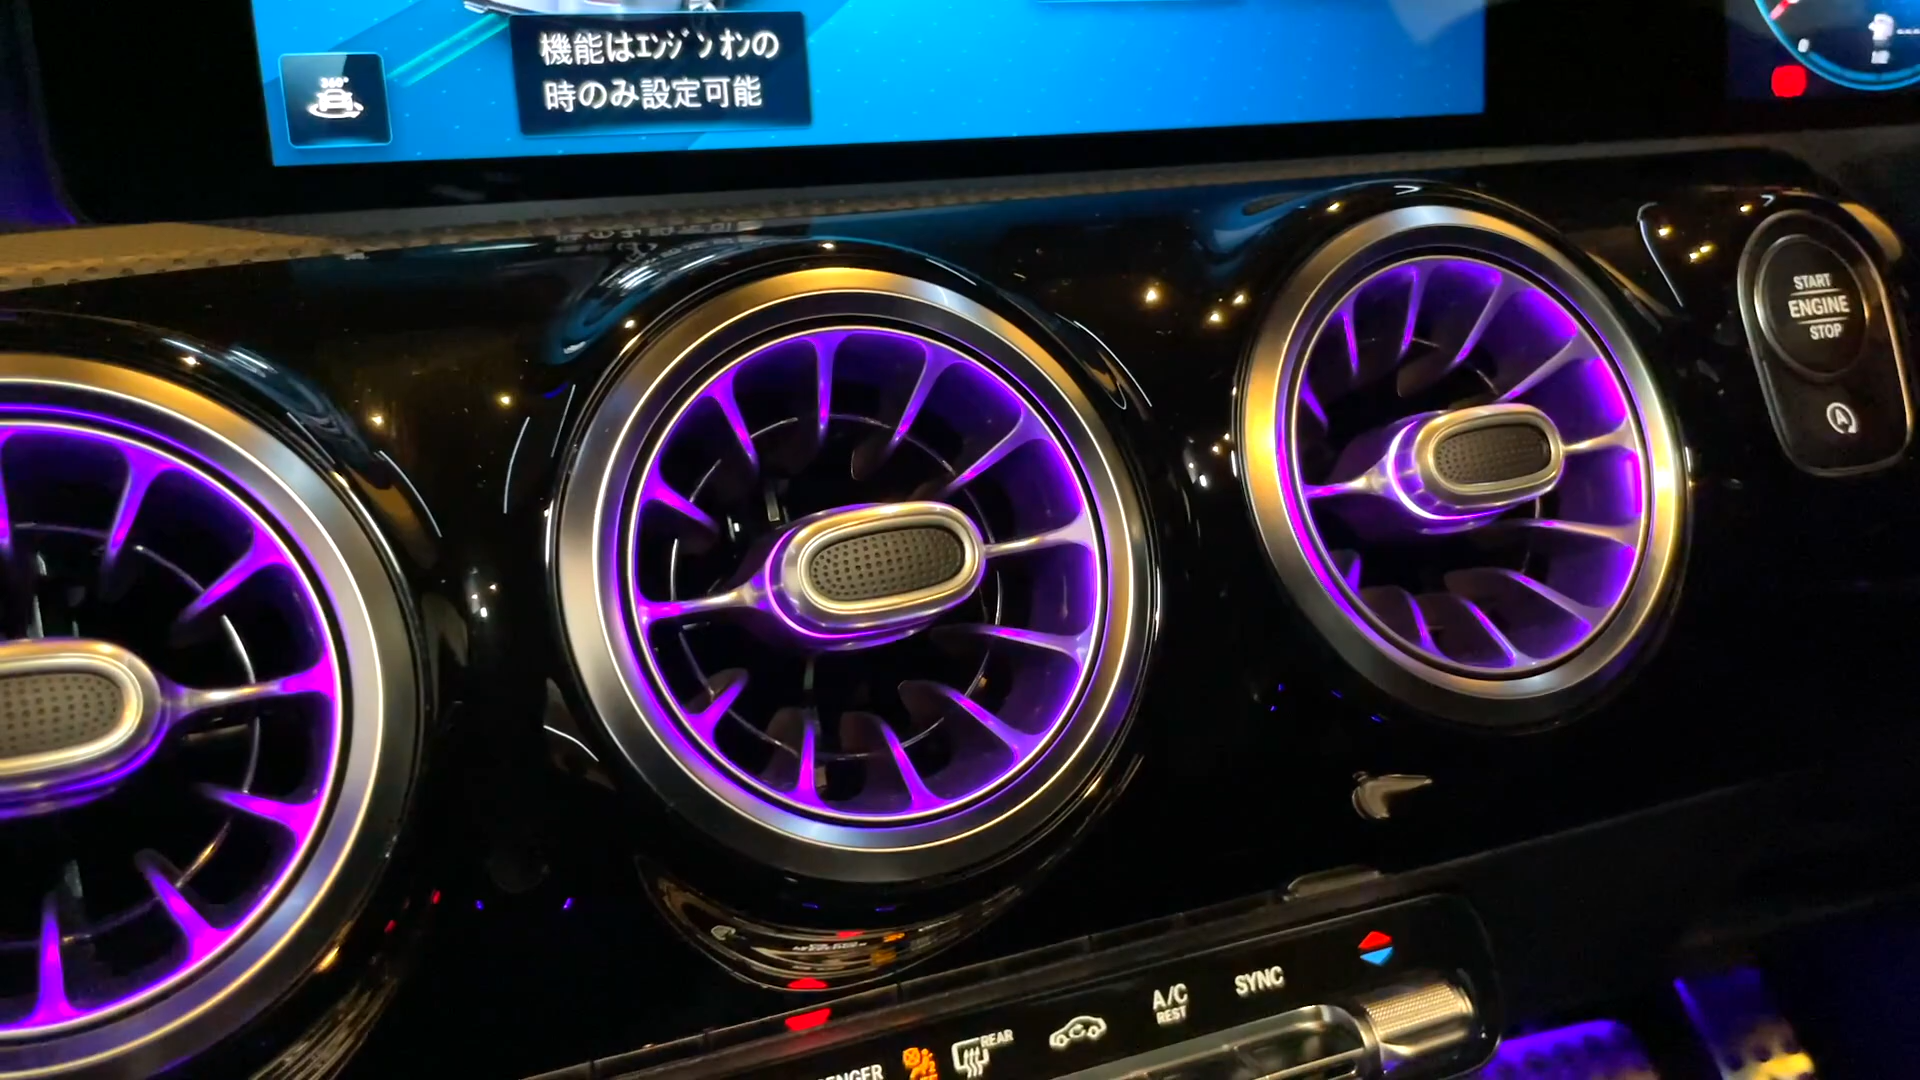 360°
機能はエンジン オンの
時のみ設定可能
START
ENGINE
STOP
A
SYNC
A/C
REST
REAR